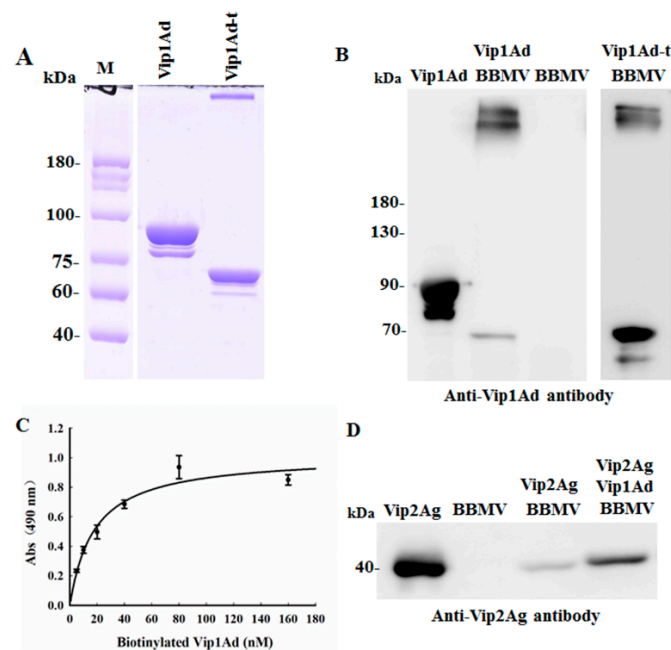 A
kDa
M
Vip1Ad
Vip1Ad-t
180-
100-
75-
60-
40-
B
Vip1Ad
Vip1Ad-t
kDa Vip1Ad BBMV BBMV
BBMV
180-
130-
90-
70-
Anti-Vip1Ad antibody
C
Abs (490 nm)
1.2
1.0
0.8
0.6
0.4
0.2
0
0 20 40 60 80 100 120 140 160 180
Biotinylated Vip1Ad (nM)
D
Vip2Ag
Vip2Ag Vip1Ad
kDa Vip2Ag BBMV BBMV BBMV
40-
Anti-Vip2Ag antibody